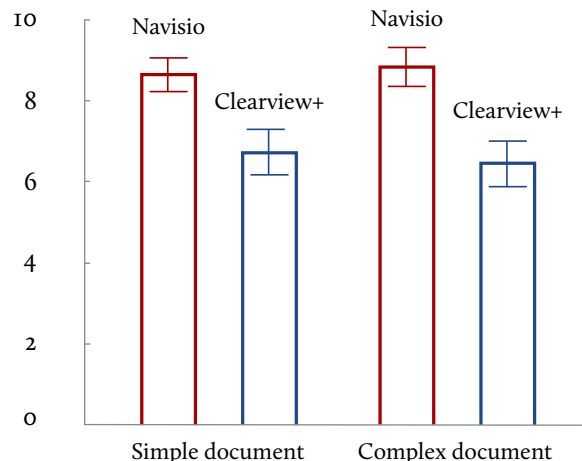 10
Navisio
Navisio
8
Clearview+
Clearview+
6
4
2
0
Simple document
Complex document